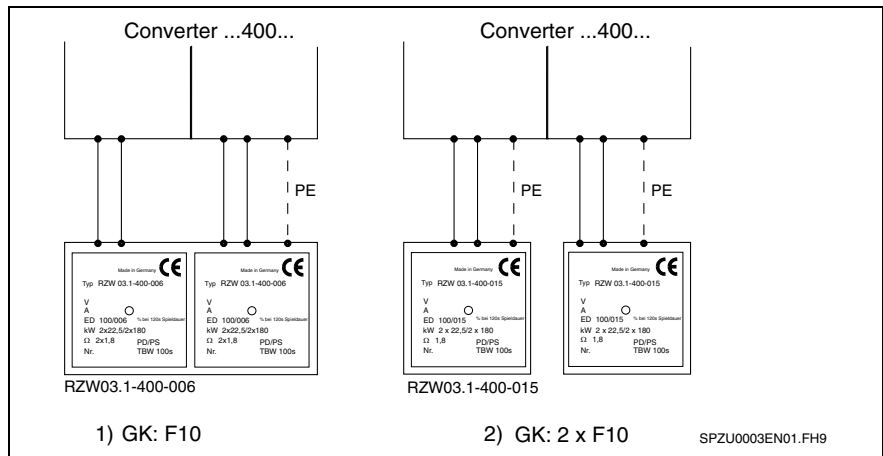 Converter ...400...
Converter ...400...
PE
PE
PE
Made in Germany CE
Typ RZW 03.1-400-006
V
A
ED 100/006 % bei 120s Spieldauer
kW 2x22,5/2x180
Ω 2x1,8 PD/PS
Nr. TBW 100s
Made in Germany CE
Typ RZW 03.1-400-006
V
A
ED 100/006 % bei 120s Spieldauer
kW 2x22,5/2x180
Ω 2x1,8 PD/PS
Nr. TBW 100s
Made in Germany CE
Typ RZW 03.1-400-015
V
A
ED 100/015 % bei 120s Spieldauer
kW 2 x 22,5/2 x 180
Ω 1,8 PD/PS
Nr. TBW 100s
Made in Germany CE
Typ RZW 03.1-400-015
V
A
ED 100/015 % bei 120s Spieldauer
kW 2 x 22,5/2 x 180
Ω 1,8 PD/PS
Nr. TBW 100s
RZW03.1-400-006
RZW03.1-400-015
1) GK: F10
2) GK: 2 x F10
SPZU0003EN01.FH9